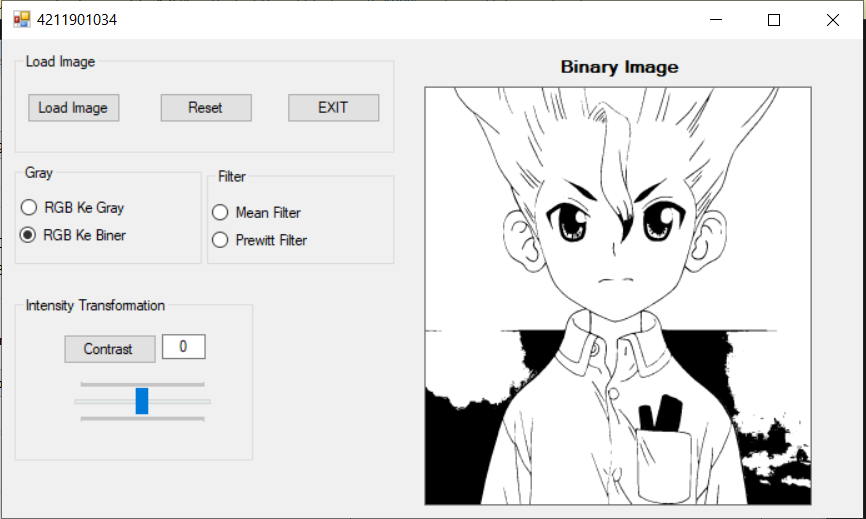 4211901034
Load Image
Load Image Reset EXIT
Binary Image
Gray
RGB Ke Gray
RGB Ke Biner
Filter
Mean Filter
Prewitt Filter
Intensity Transformation
Contrast 0